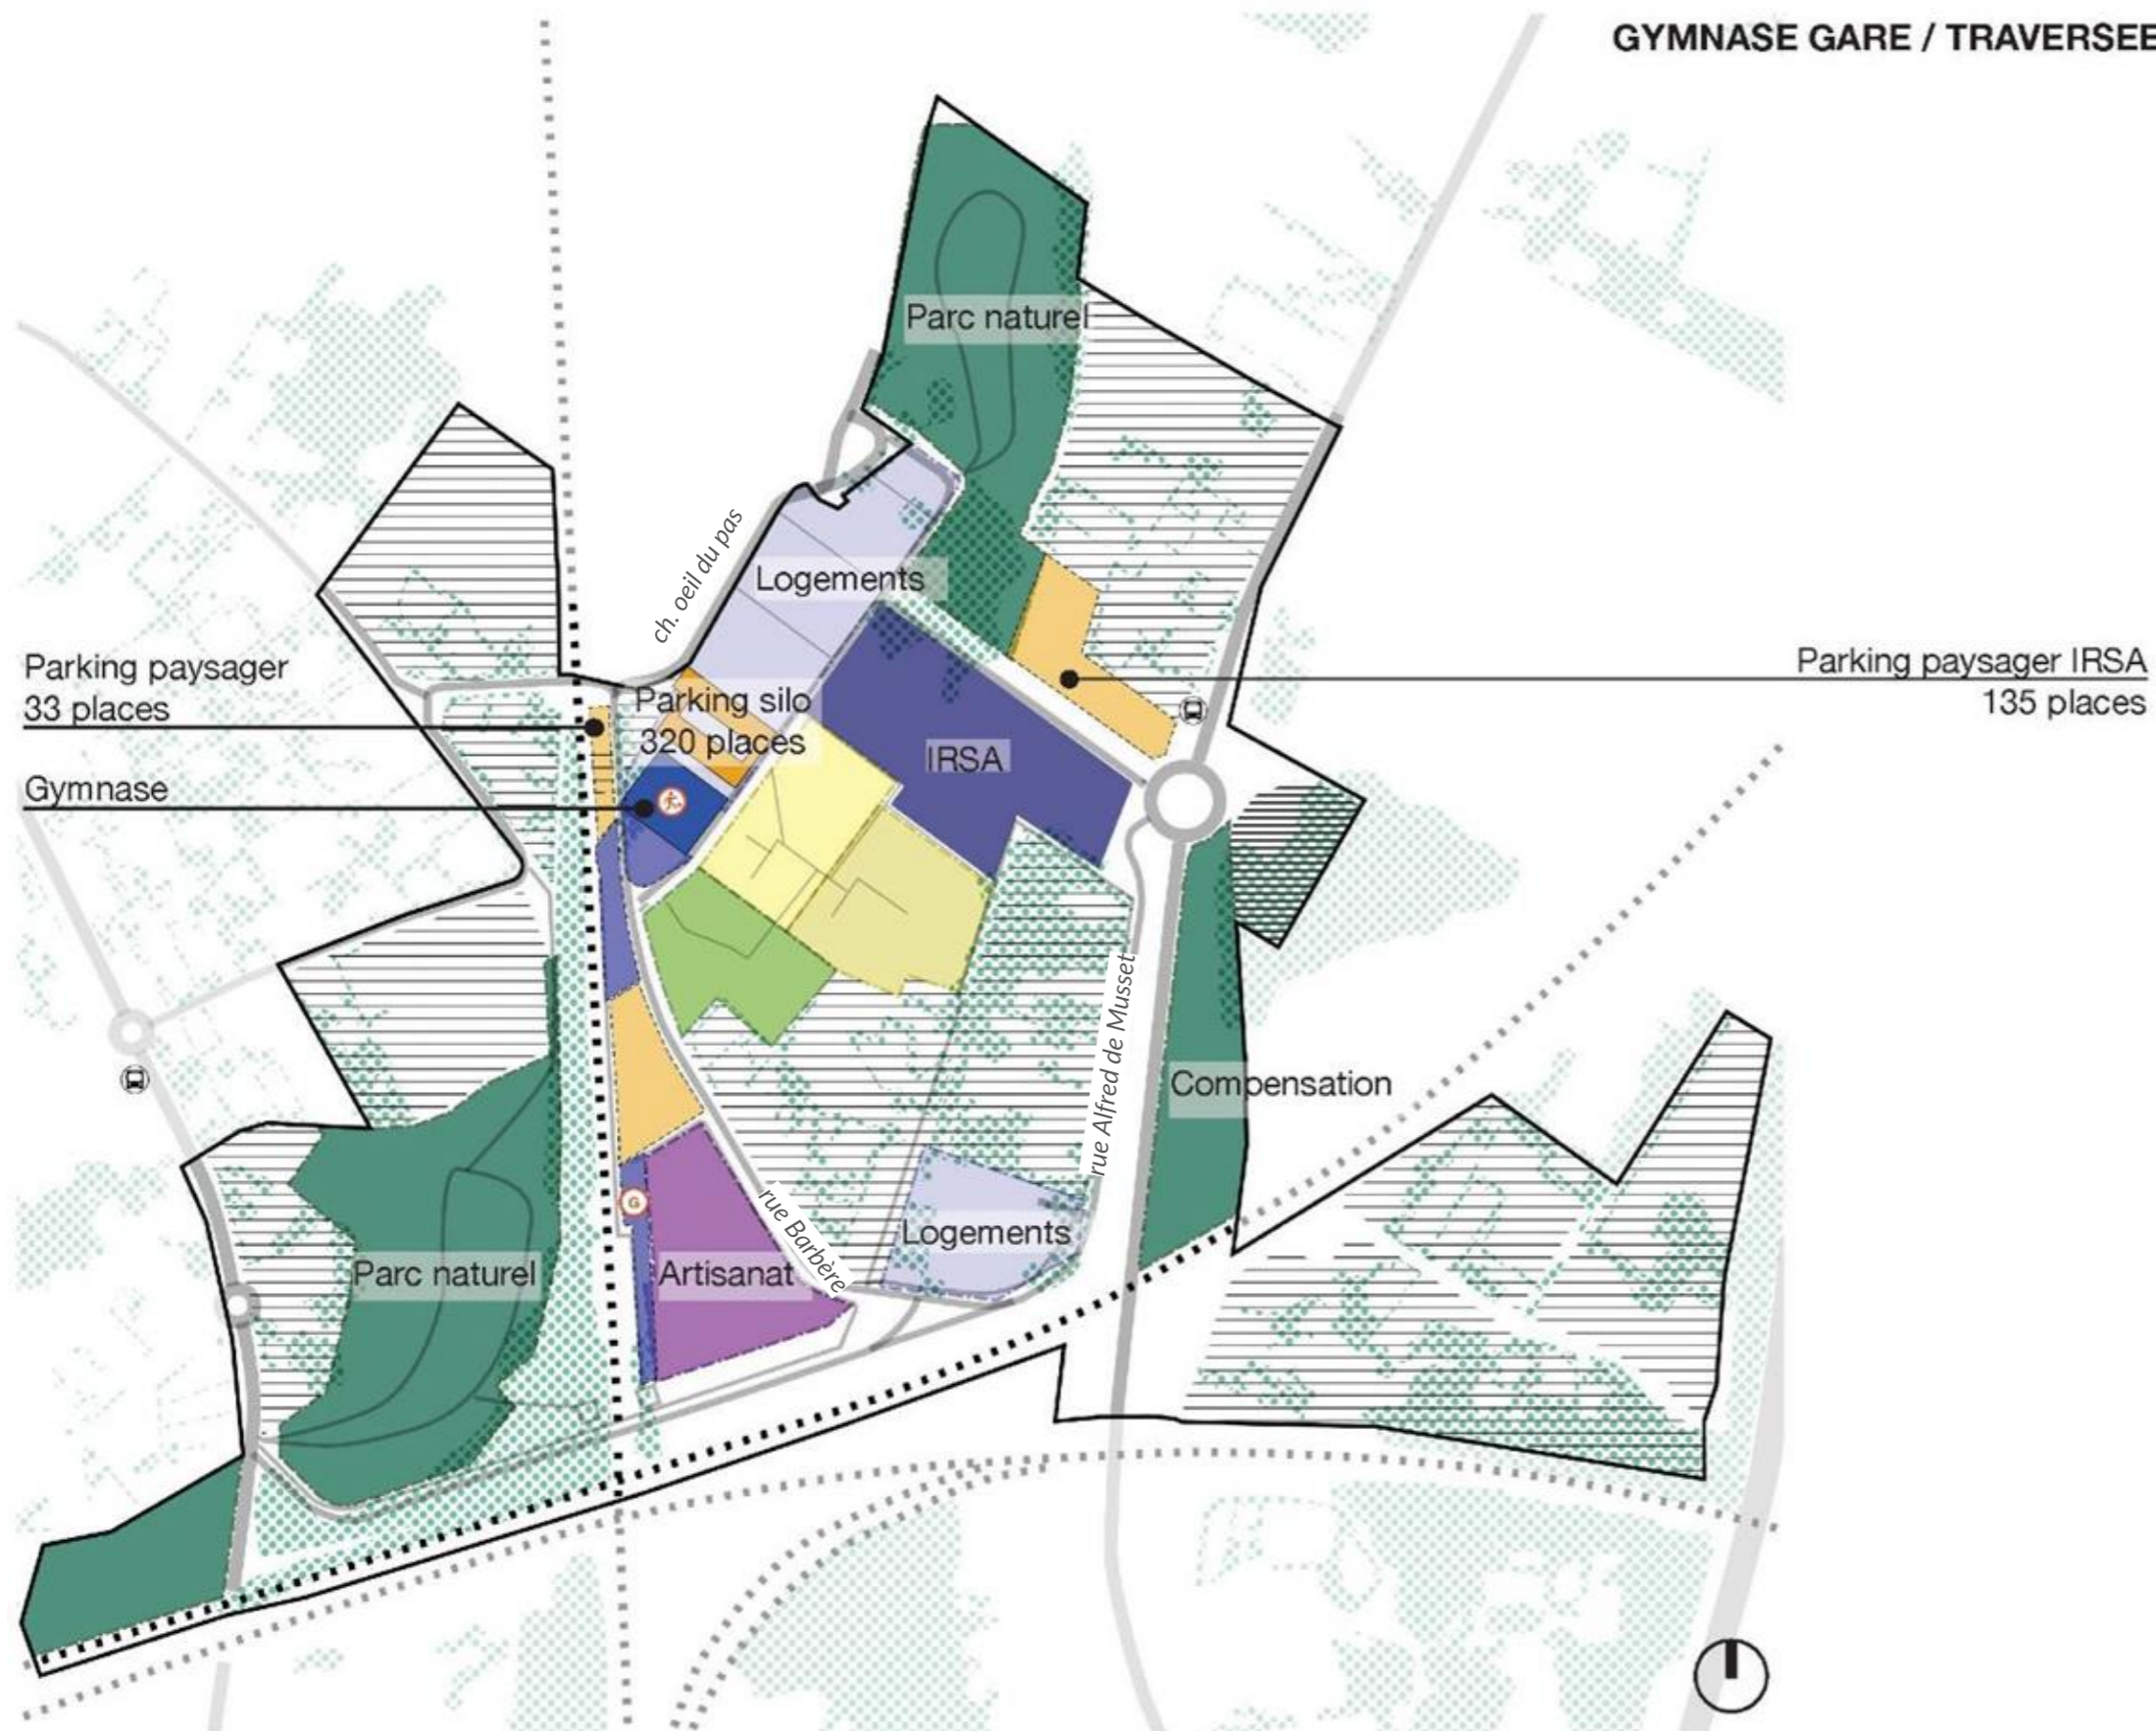 GYMNASE GARE / TRAVERSEE
Parc naturel
ch. oeil du pas
Logements
Parking paysager
33 places
Parking silo
320 places
Parking paysager IRSA
135 places
IRSA
Gymnase
rue Alfred de Musset
Compensation
G
rue Barbère
Logements
Parc naturel
Artisanat